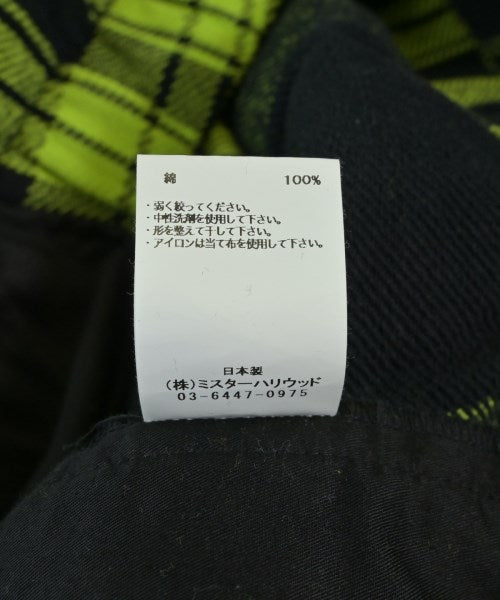 綿 100%
・弱く絞ってください。
・中性洗剤を使用して下さい。
・形を整えて干して下さい。
・アイロンは当て布を使用して下さい。
日本製
(株)ミスターハリウッド
03-6447-0975